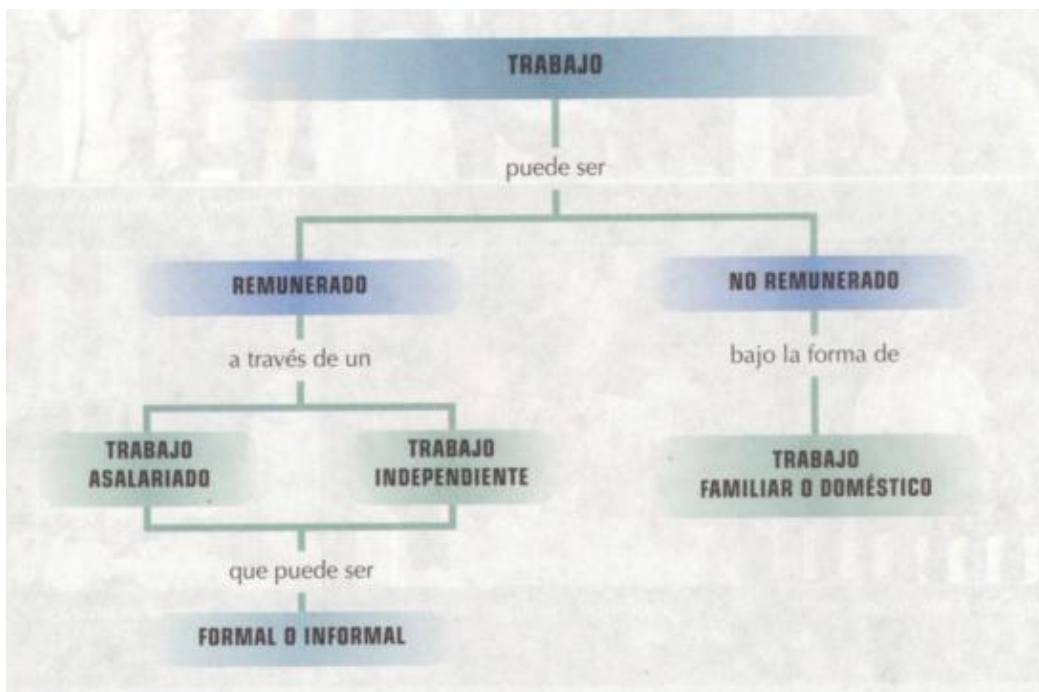 TRABAJO
puede ser
REMUNERADO
NO REMUNERADO
a través de un
bajo la forma de
TRABAJO
ASALARIADO
TRABAJO
INDEPENDIENTE
TRABAJO
FAMILIAR O DOMÉSTICO
que puede ser
FORMAL O INFORMAL